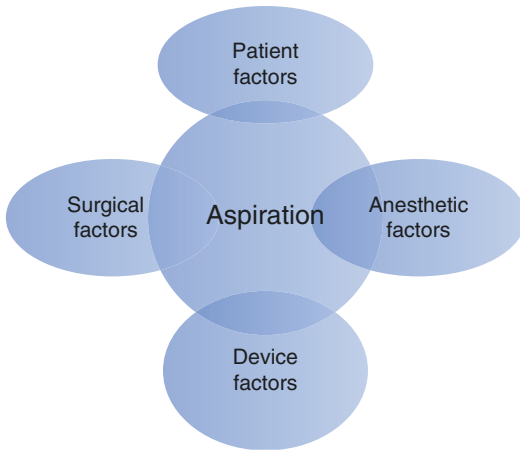 Patient
factors
Surgical
factors
Aspiration
Anesthetic
factors
Device
factors